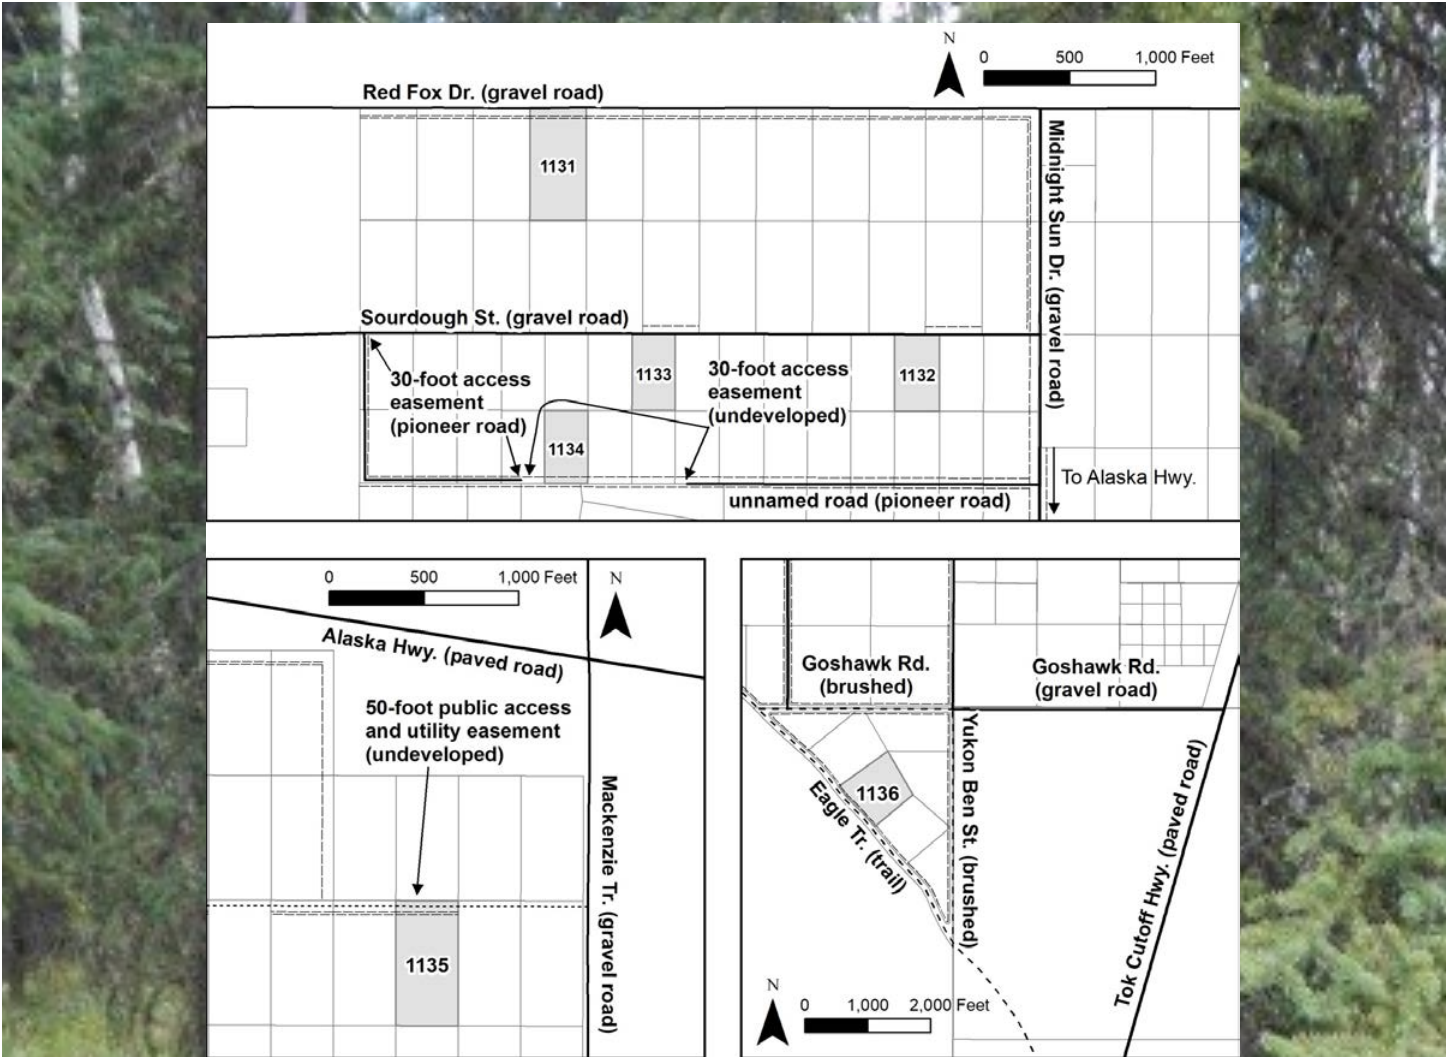 N
0 500 1,000 Feet
Red Fox Dr. (gravel road)
1131
Midnight Sun Dr. (gravel road)
Sourdough St. (gravel road)
30-foot access
easement
(pioneer road)
1133
30-foot access
easement
(undeveloped)
1132
1134
To Alaska Hwy.
unnamed road (pioneer road)
0 500 1,000 Feet
N
Alaska Hwy. (paved road)
50-foot public access
and utility easement
(undeveloped)
Mackenzie Tr. (gravel road)
1135
Goshawk Rd.
(brushed)
Goshawk Rd.
(gravel road)
Yukon Ben St. (brushed)
1136
Eagle Tr. (trail)
Tok Cutoff Hwy. (paved road)
N
0 1,000 2,000 Feet